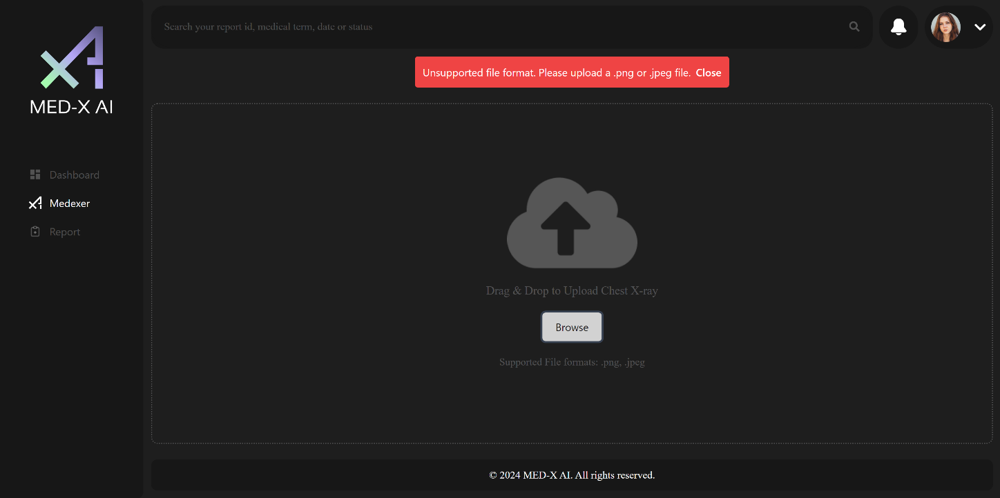 MED-X AI
Dashboard
Medexer
Report
Search your report id, medical term, date or status
Unsupported file format. Please upload a .png or .jpeg file. Close
Drag & Drop to Upload Chest X-ray
Browse
Supported File formats: .png, .jpeg
© 2024 MED-X AI. All rights reserved.